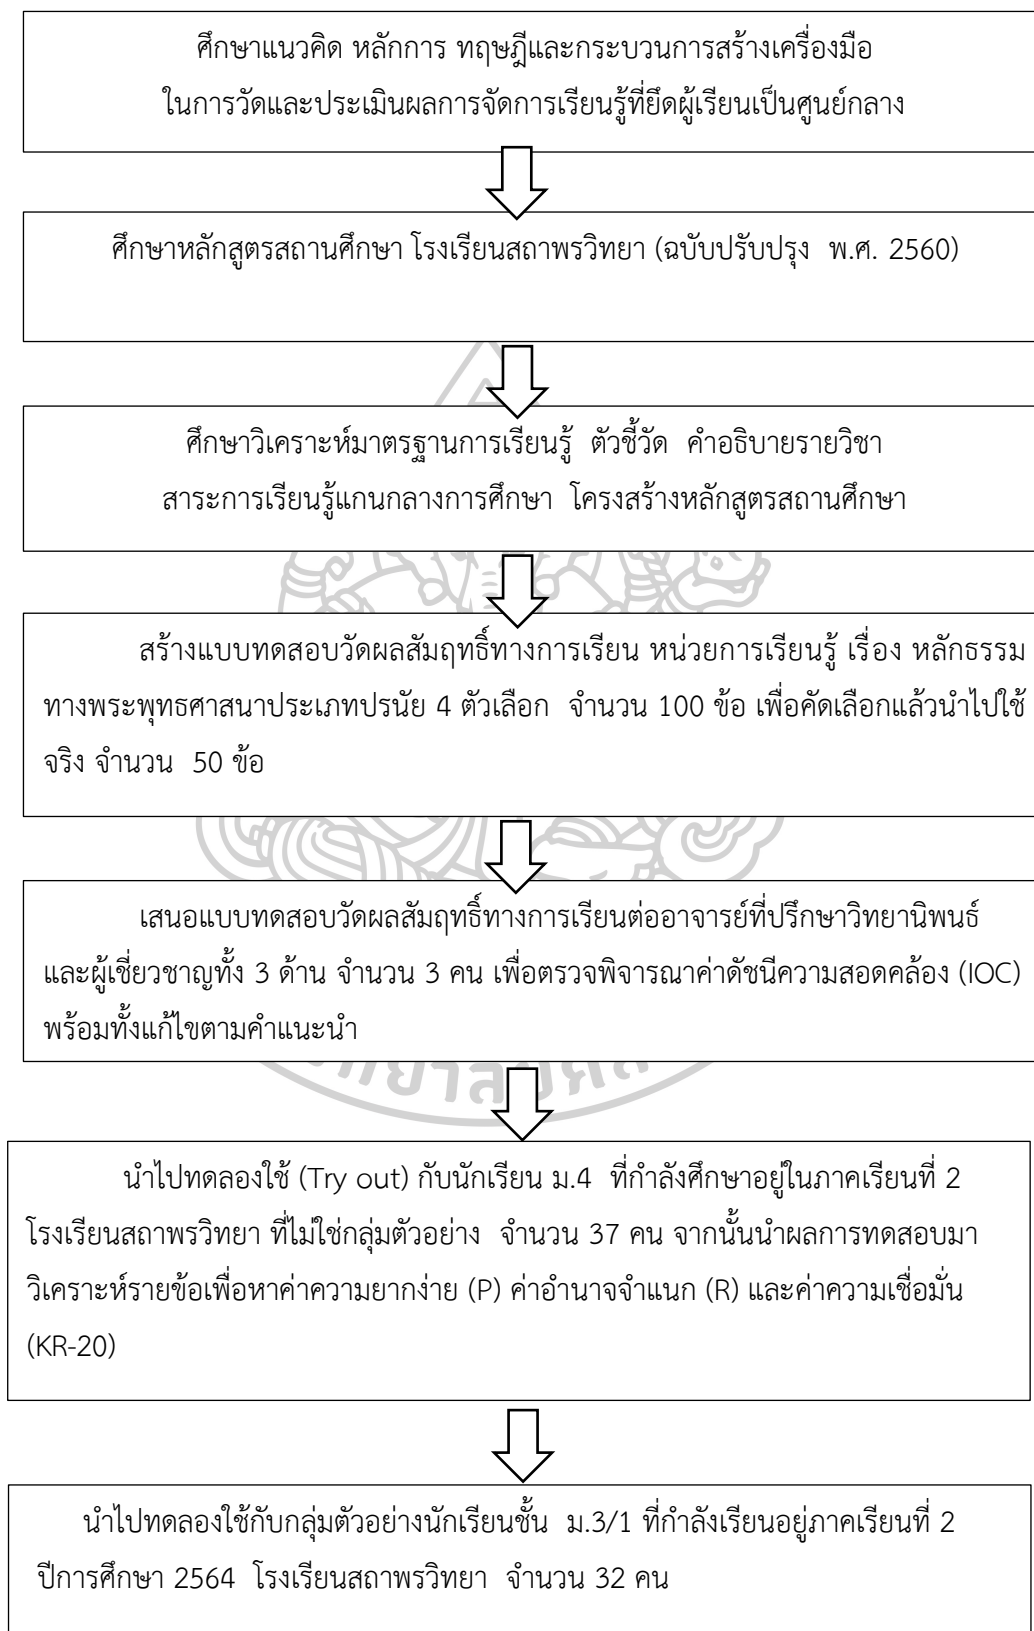 ศึกษาแนวคิด หลักการ ทฤษฎีและกระบวนการสร้างเครื่องมือ
ในการวัดและประเมินผลการจัดการเรียนรู้ที่ยึดผู้เรียนเป็นศูนย์กลาง
ศึกษาหลักสูตรสถานศึกษา โรงเรียนสถาพรวิทยา (ฉบับปรับปรุง พ.ศ. 2560)
ศึกษาวิเคราะห์มาตรฐานการเรียนรู้ ตัวชี้วัด คำอธิบายรายวิชา
สาระการเรียนรู้แกนกลางการศึกษา โครงสร้างหลักสูตรสถานศึกษา
สร้างแบบทดสอบวัดผลสัมฤทธิ์ทางการเรียน หน่วยการเรียนรู้ เรื่อง หลักธรรม
ทางพระพุทธศาสนาประเภทปรนัย 4 ตัวเลือก จำนวน 100 ข้อ เพื่อคัดเลือกแล้วนำไปใช้
จริง จำนวน 50 ข้อ
เสนอแบบทดสอบวัดผลสัมฤทธิ์ทางการเรียนต่ออาจารย์ที่ปรึกษาวิทยานิพนธ์
และผู้เชี่ยวชาญทั้ง 3 ด้าน จำนวน 3 คน เพื่อตรวจพิจารณาค่าดัชนีความสอดคล้อง (IOC)
พร้อมทั้งแก้ไขตามคำแนะนำ
นำไปทดลองใช้ (Try out) กับนักเรียน ม.4 ที่กำลังศึกษาอยู่ในภาคเรียนที่ 2
โรงเรียนสถาพรวิทยา ที่ไม่ใช่กลุ่มตัวอย่าง จำนวน 37 คน จากนั้นนำผลการทดสอบมา
วิเคราะห์รายข้อเพื่อหาค่าความยากง่าย (P) ค่าอำนาจจำแนก (R) และค่าความเชื่อมั่น
(KR-20)
นำไปทดลองใช้กับกลุ่มตัวอย่างนักเรียนชั้น ม.3/1 ที่กำลังเรียนอยู่ภาคเรียนที่ 2
ปีการศึกษา 2564 โรงเรียนสถาพรวิทยา จำนวน 32 คน